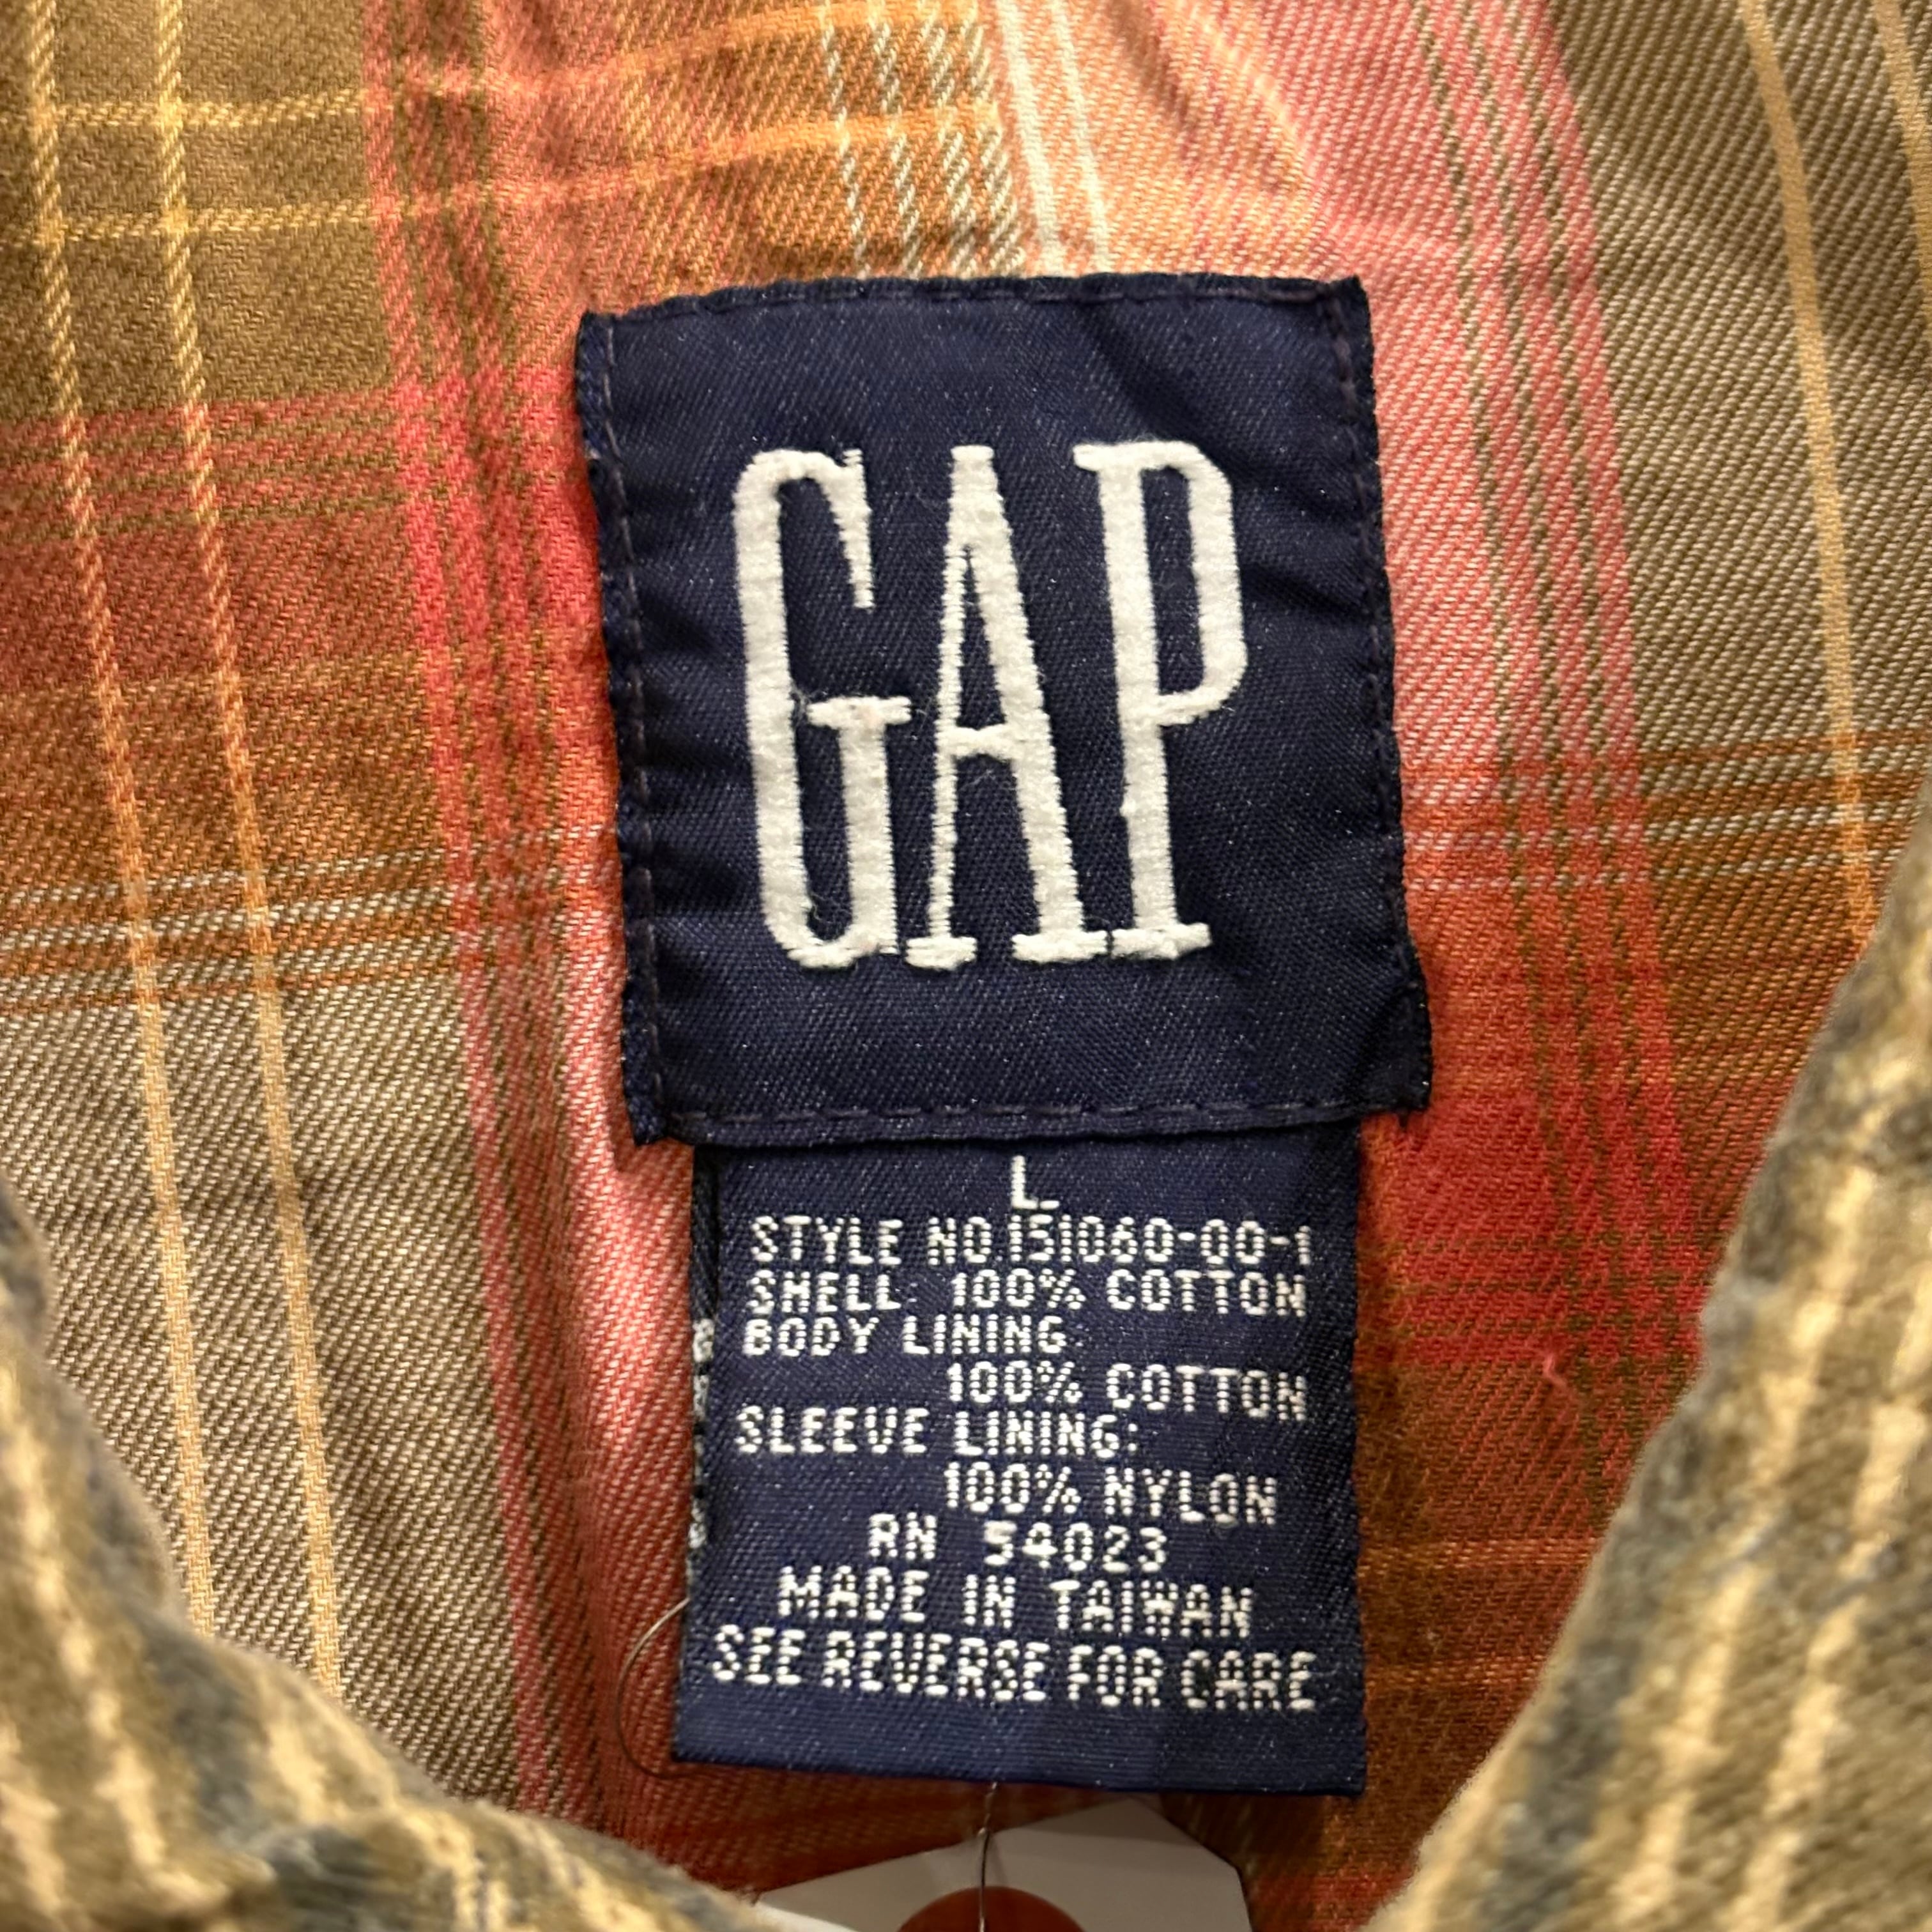 GAP
L
STYLE NO.151060-00-1
SHELL: 100% COTTON
BODY LINING:
100% COTTON
SLEEVE LINING:
100% NYLON
RN 54023
MADE IN TAIWAN
SEE REVERSE FOR CARE